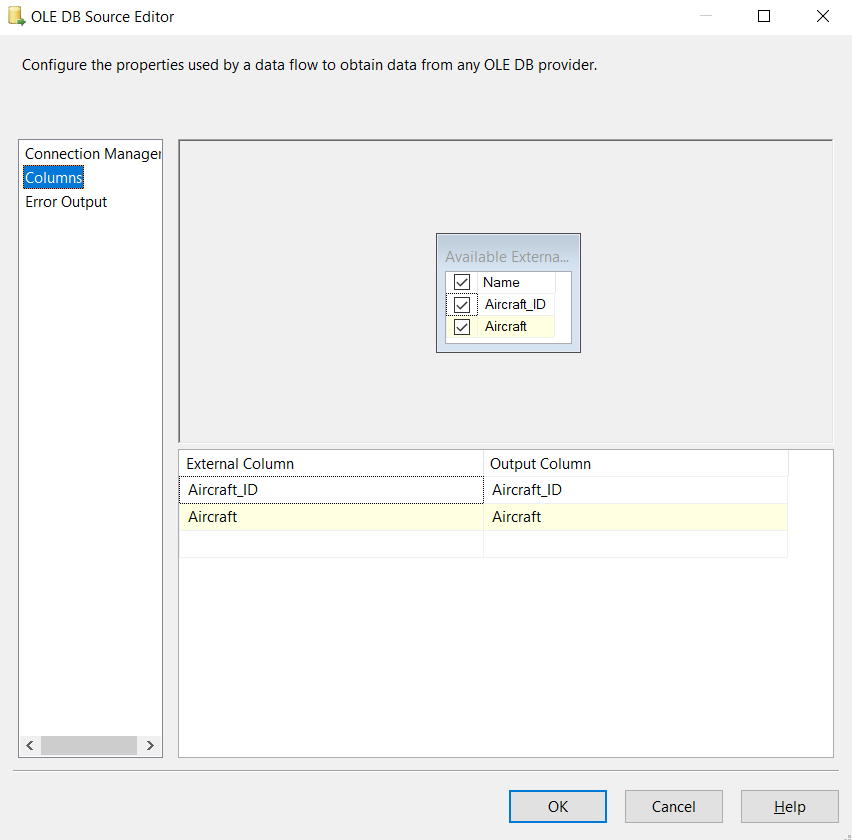 OLE DB Source Editor
Configure the properties used by a data flow to obtain data from any OLE DB provider.
Connection Manager
Columns
Error Output
Available Externa...
Name
Aircraft_ID
Aircraft
External Column Output Column
Aircraft_ID Aircraft_ID
Aircraft Aircraft
OK Cancel Help